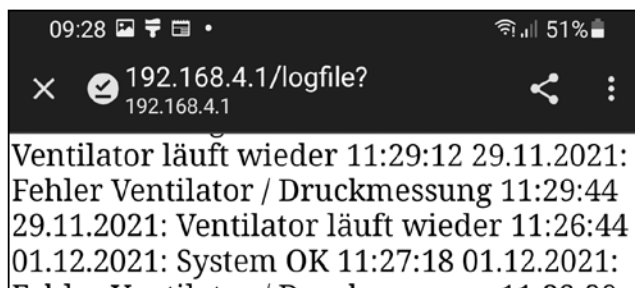 09:28
51%
192.168.4.1/logfile?
192.168.4.1
Ventilator läuft wieder 11:29:12 29.11.2021:
Fehler Ventilator / Druckmessung 11:29:44
29.11.2021: Ventilator läuft wieder 11:26:44
01.12.2021: System OK 11:27:18 01.12.2021: